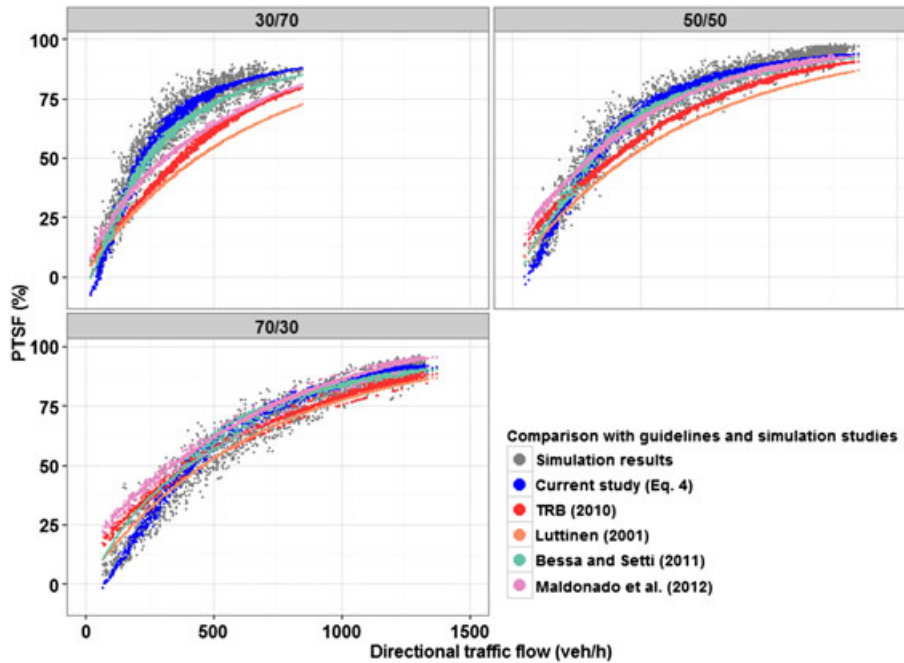 30/70
50/50
100
75
50
25
0
PTSF (%)
70/30
100
75
50
25
0
0 500 1000 1500
Directional traffic flow (veh/h)
Comparison with guidelines and simulation studies
Simulation results
Current study (Eq. 4)
TRB (2010)
Luttinen (2001)
Bessa and Setti (2011)
Maldonado et al. (2012)